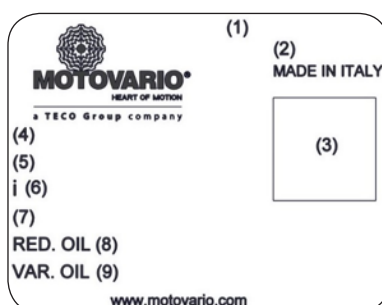 (1)
(2)
MADE IN ITALY
MOTOVARIO®
HEART OF MOTION
a TECO Group company
(3)
(4)
(5)
i (6)
(7)
RED. OIL (8)
VAR. OIL (9)
www.motovario.com